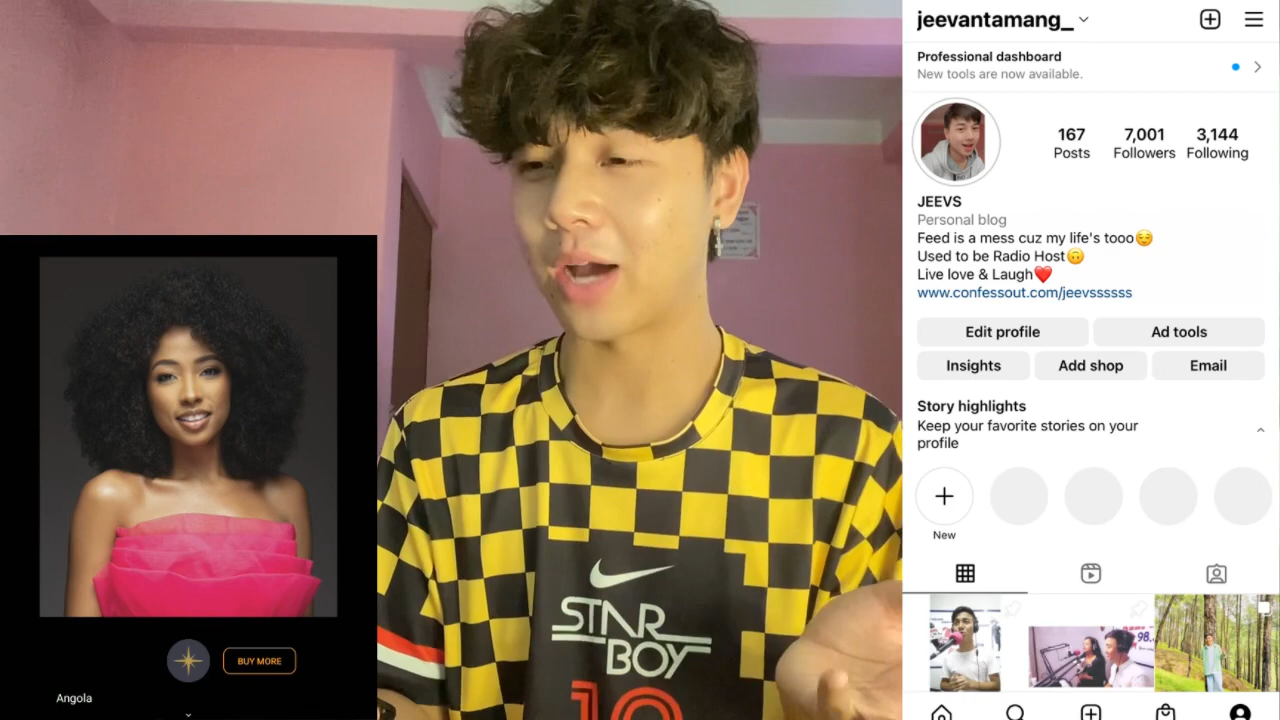 BUY MORE
Angola
STAR
BOY
10
jeevantamang_
Professional dashboard
New tools are now available.
167 7,001 3,144
Posts Followers Following
JEEVS
Personal blog
Feed is a mess cuz my life's tooo😌
Used to be Radio Host🙃
Live love & Laugh❤️
www.confessout.com/jeevssssss
Edit profile Ad tools
Insights Add shop Email
Story highlights
Keep your favorite stories on your
profile
New
98.